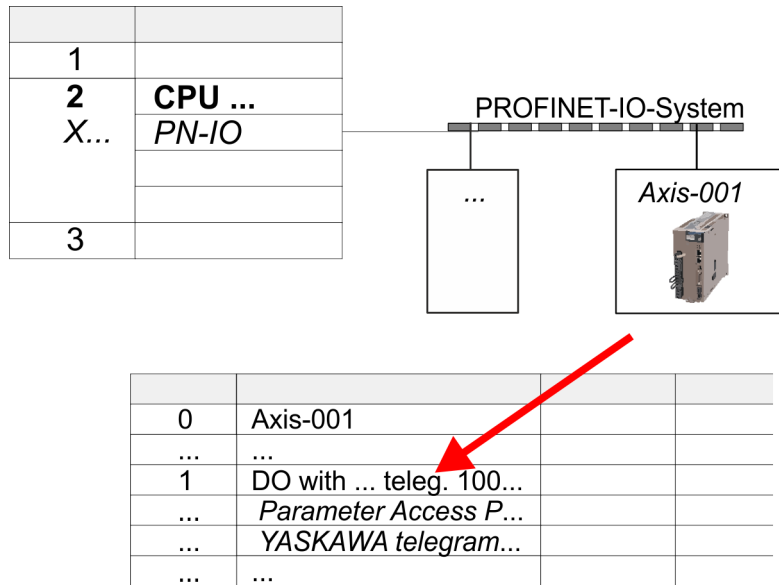 1
2 CPU ...
X... PN-IO
3
PROFINET-IO-System
...
Axis-001
0 Axis-001
... ...
1 DO with ... teleg. 100...
... Parameter Access P...
... YASKAWA telegram...
... ...